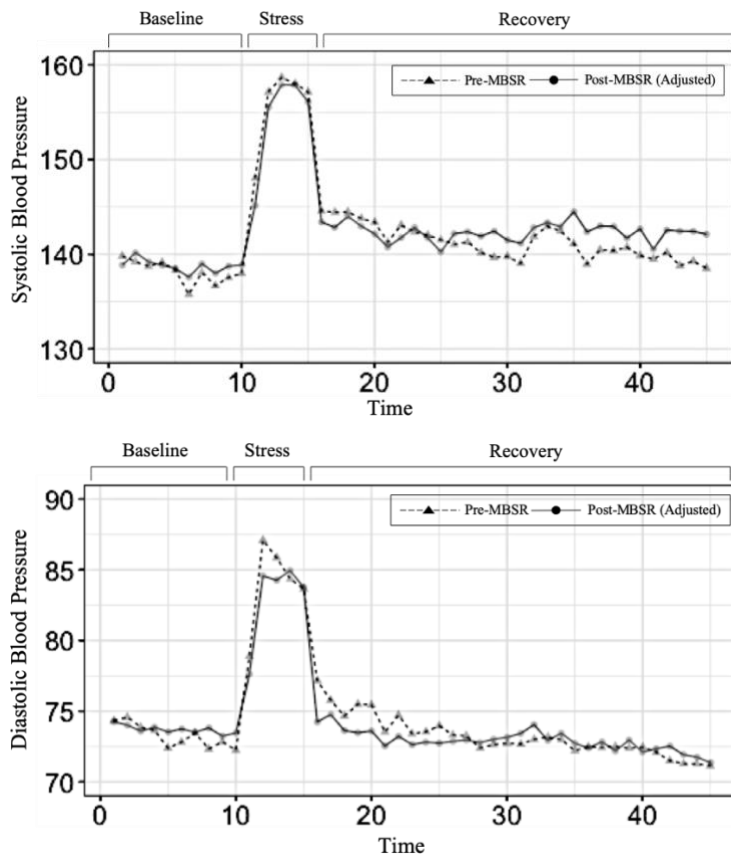 Baseline Stress Recovery
160
Pre-MBSR Post-MBSR (Adjusted)
150
140
130
Systolic Blood Pressure
0 10 20 30 40
Time
Baseline Stress Recovery
90
Pre-MBSR Post-MBSR (Adjusted)
85
80
75
70
Diastolic Blood Pressure
0 10 20 30 40
Time